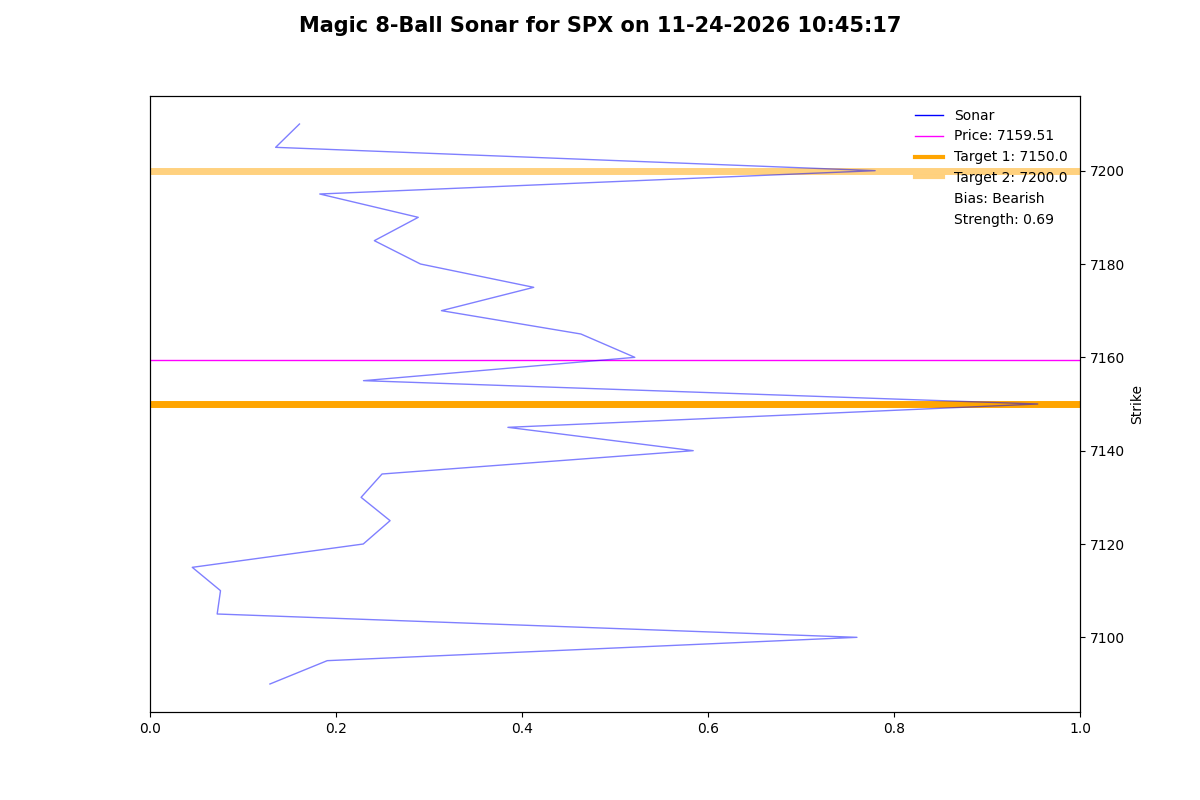 Magic 8-Ball Sonar for SPX on 11-24-2026 10:45:17
Sonar
Price: 7159.51
Target 1: 7150.0
Target 2: 7200.0
Bias: Bearish
Strength: 0.69
7200
7180
7160
7140
7120
7100
Strike
0.0 0.2 0.4 0.6 0.8 1.0